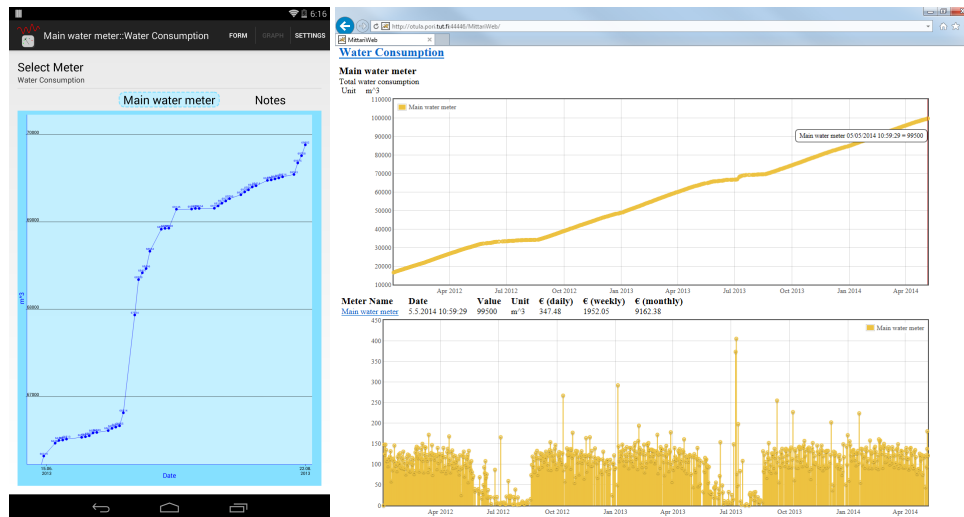 6:16
Main water meter::Water Consumption FORM GRAPH SETTINGS
Select Meter
Water Consumption
Main water meter Notes
m^3
2013 2013
Date
http://otula.pori.tut.fi:44446/MittariWeb/
MittariWeb
Water Consumption
Main water meter
Total water consumption
Unit m^3
110000
Main water meter
100000
90000
Main water meter 05/05/2014 10:59:29 = 99500
80000
70000
60000
50000
40000
30000
20000
10000
Apr 2012 Jul 2012 Oct 2012 Jan 2013 Apr 2013 Jul 2013 Oct 2013 Jan 2014 Apr 2014
Meter Name Date Value Unit € (daily) € (weekly) € (monthly)
Main water meter 5.5.2014 10:59:29 99500 m^3 347.48 1952.05 9162.38
450
Main water meter
400
350
300
250
200
150
100
50
0
Apr 2012 Jul 2012 Oct 2012 Jan 2013 Apr 2013 Jul 2013 Oct 2013 Jan 2014 Apr 2014